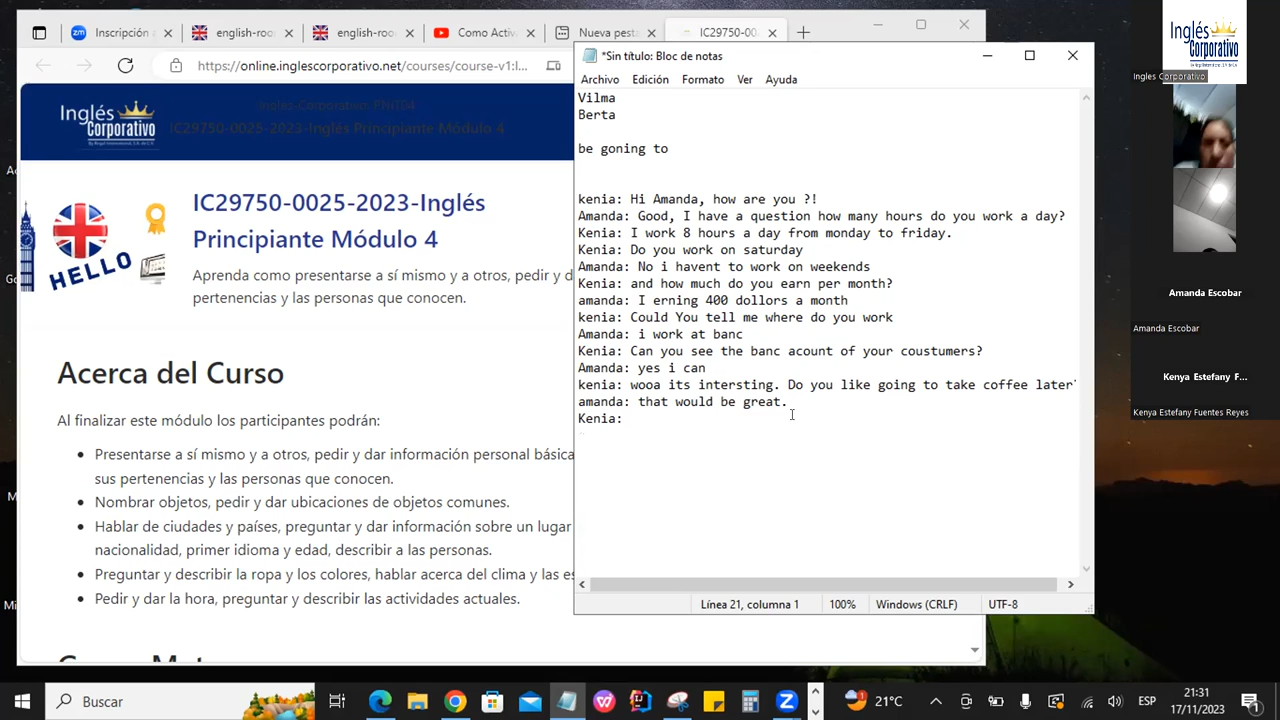 Inscripción a
english-roo
english-roo
Como Activ
Nueva pest
IC29750-00
https://online.inglescorporativo.net/courses/course-v1:I...
Inglés
Corporativo
Ingles-Corporativo: PNTD4
IC29750-0025-2023-Inglés Principiante Módulo 4
HELLO
IC29750-0025-2023-Inglés
Principiante Módulo 4
Aprenda como presentarse a sí mismo y a otros, pedir y d
pertenencias y las personas que conocen.
Acerca del Curso
Al finalizar este módulo los participantes podrán:
Presentarse a sí mismo y a otros, pedir y dar información personal básica
sus pertenencias y las personas que conocen.
Nombrar objetos, pedir y dar ubicaciones de objetos comunes.
Hablar de ciudades y países, preguntar y dar información sobre un lugar
nacionalidad, primer idioma y edad, describir a las personas.
Preguntar y describir la ropa y los colores, hablar acerca del clima y las es
Pedir y dar la hora, preguntar y describir las actividades actuales.
*Sin título: Bloc de notas
Archivo Edición Formato Ver Ayuda
Vilma
Berta
be goning to
kenia: Hi Amanda, how are you ?!
Amanda: Good, I have a question how many hours do you work a day?
Kenia: I work 8 hours a day from monday to friday.
Kenia: Do you work on saturday
Amanda: No i havent to work on weekends
Kenia: and how much do you earn per month?
amanda: I erning 400 dollors a month
kenia: Could You tell me where do you work
Amanda: i work at banc
Kenia: Can you see the banc acount of your coustumers?
Amanda: yes i can
kenia: wooa its intersting. Do you like going to take coffee later
amanda: that would be great.
Kenia:
Línea 21, columna 1 100% Windows (CRLF) UTF-8
Inglés
Corporativo
Ingles Corporativo
Amanda Escobar
Amanda Escobar
Kenya Estefany F...
Kenya Estefany Fuentes Reyes
Buscar
21°C
ESP
21:31
17/11/2023